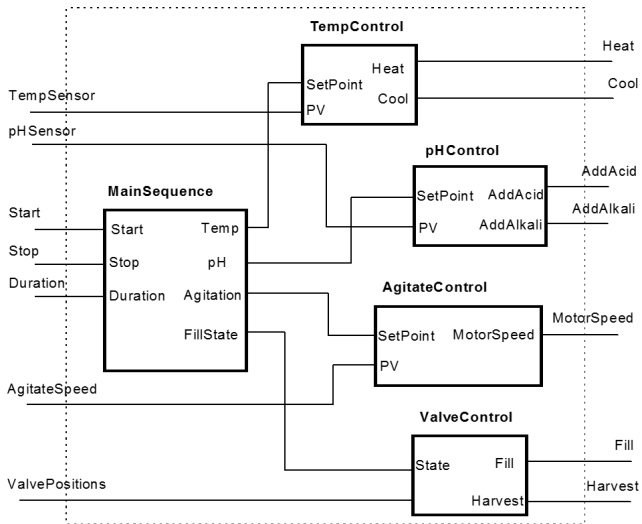 TempControl
Heat
Cool
SetPoint
PV
Heat
Cool
TempSensor
pHSensor
pHControl
SetPoint
PV
AddAcid
AddAlkali
AddAcid
AddAlkali
MainSequence
Start
Stop
Duration
Start
Stop
Duration
Temp
pH
Agitation
FillState
AgitateControl
SetPoint
PV
MotorSpeed
MotorSpeed
AgitateSpeed
ValveControl
State
Fill
Harvest
Fill
Harvest
ValvePositions